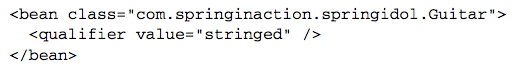 <bean class="com.springinaction.springidol.Guitar">
  <qualifier value="stringed" />
</bean>